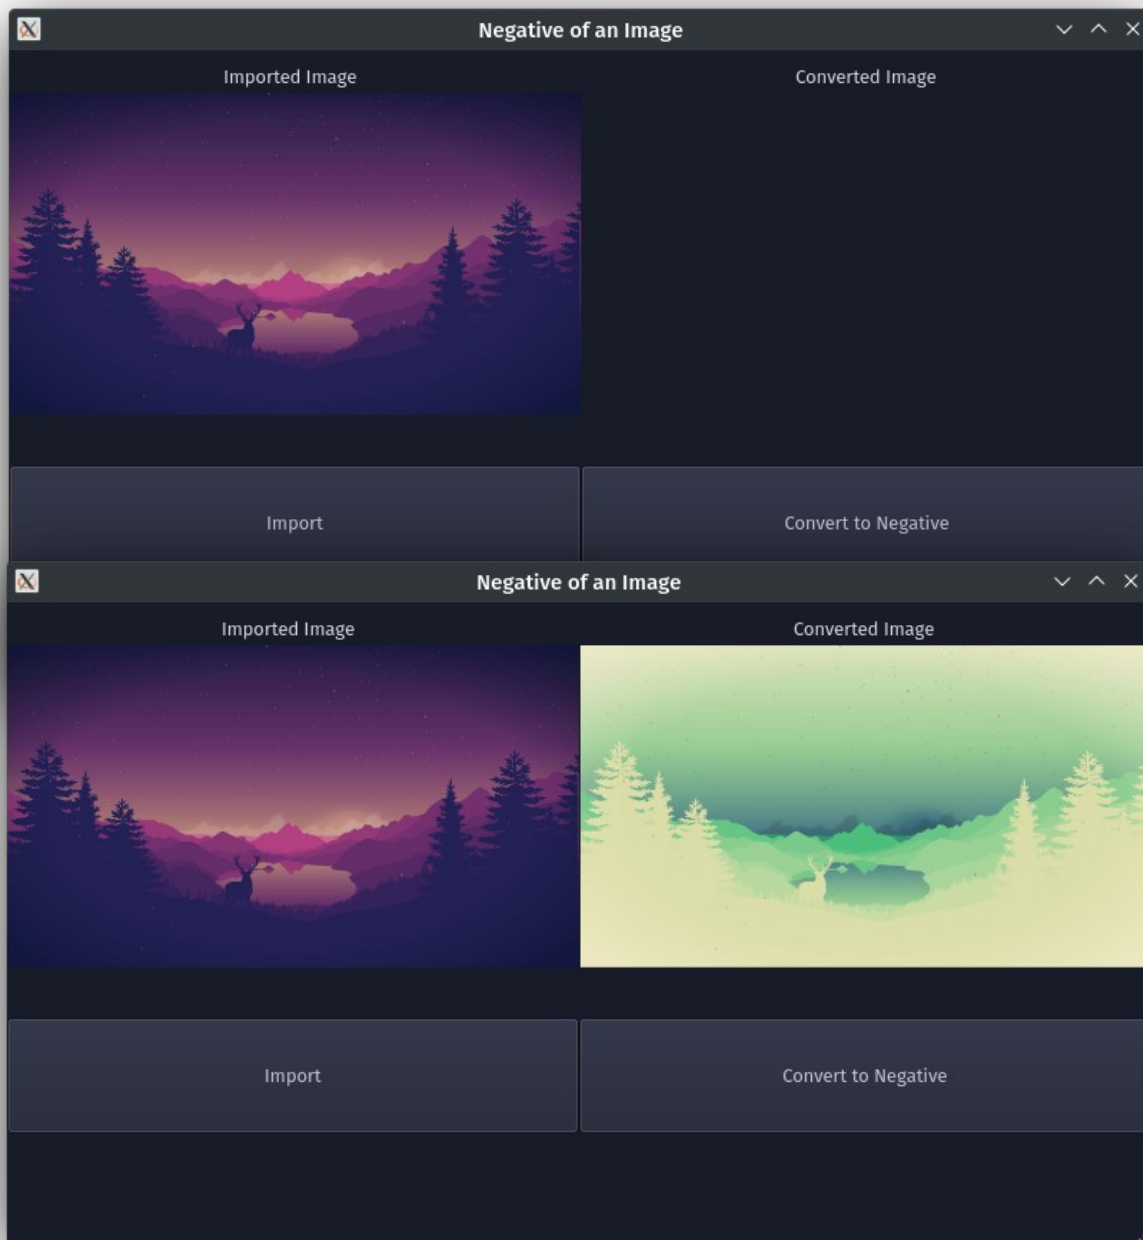 Negative of an Image
Imported Image Converted Image
Import Convert to Negative
Negative of an Image
Imported Image Converted Image
Import Convert to Negative